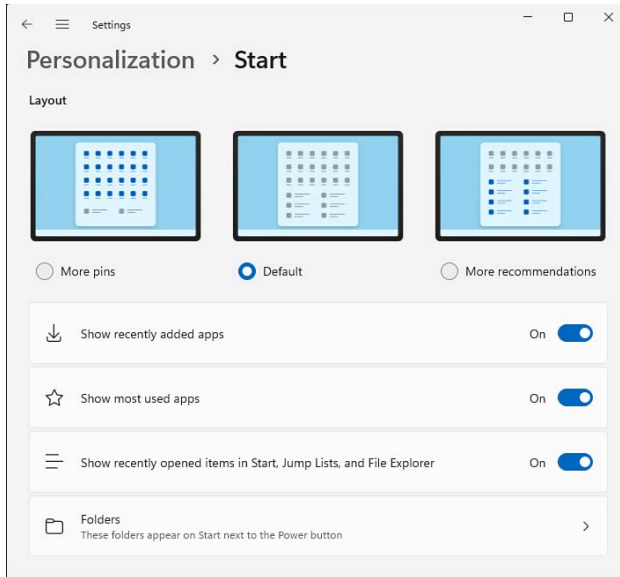 Settings
Personalization > Start
Layout
More pins
Default
More recommendations
Show recently added apps
On
Show most used apps
On
Show recently opened items in Start, Jump Lists, and File Explorer
On
Folders
These folders appear on Start next to the Power button